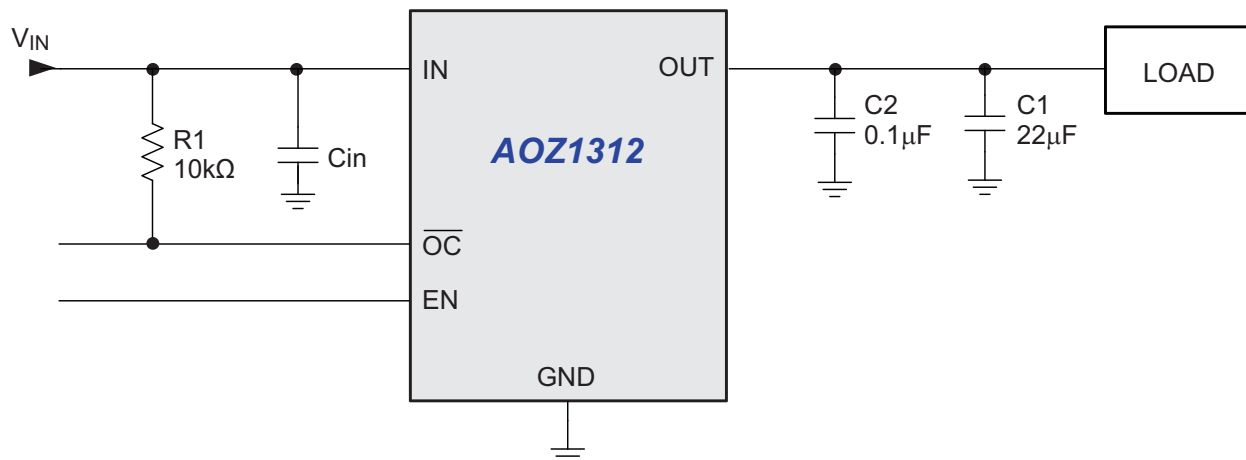 VIN
IN
OUT
LOAD
R1
10kΩ
Cin
AOZ1312
C2
0.1μF
C1
22μF
OC
EN
GND